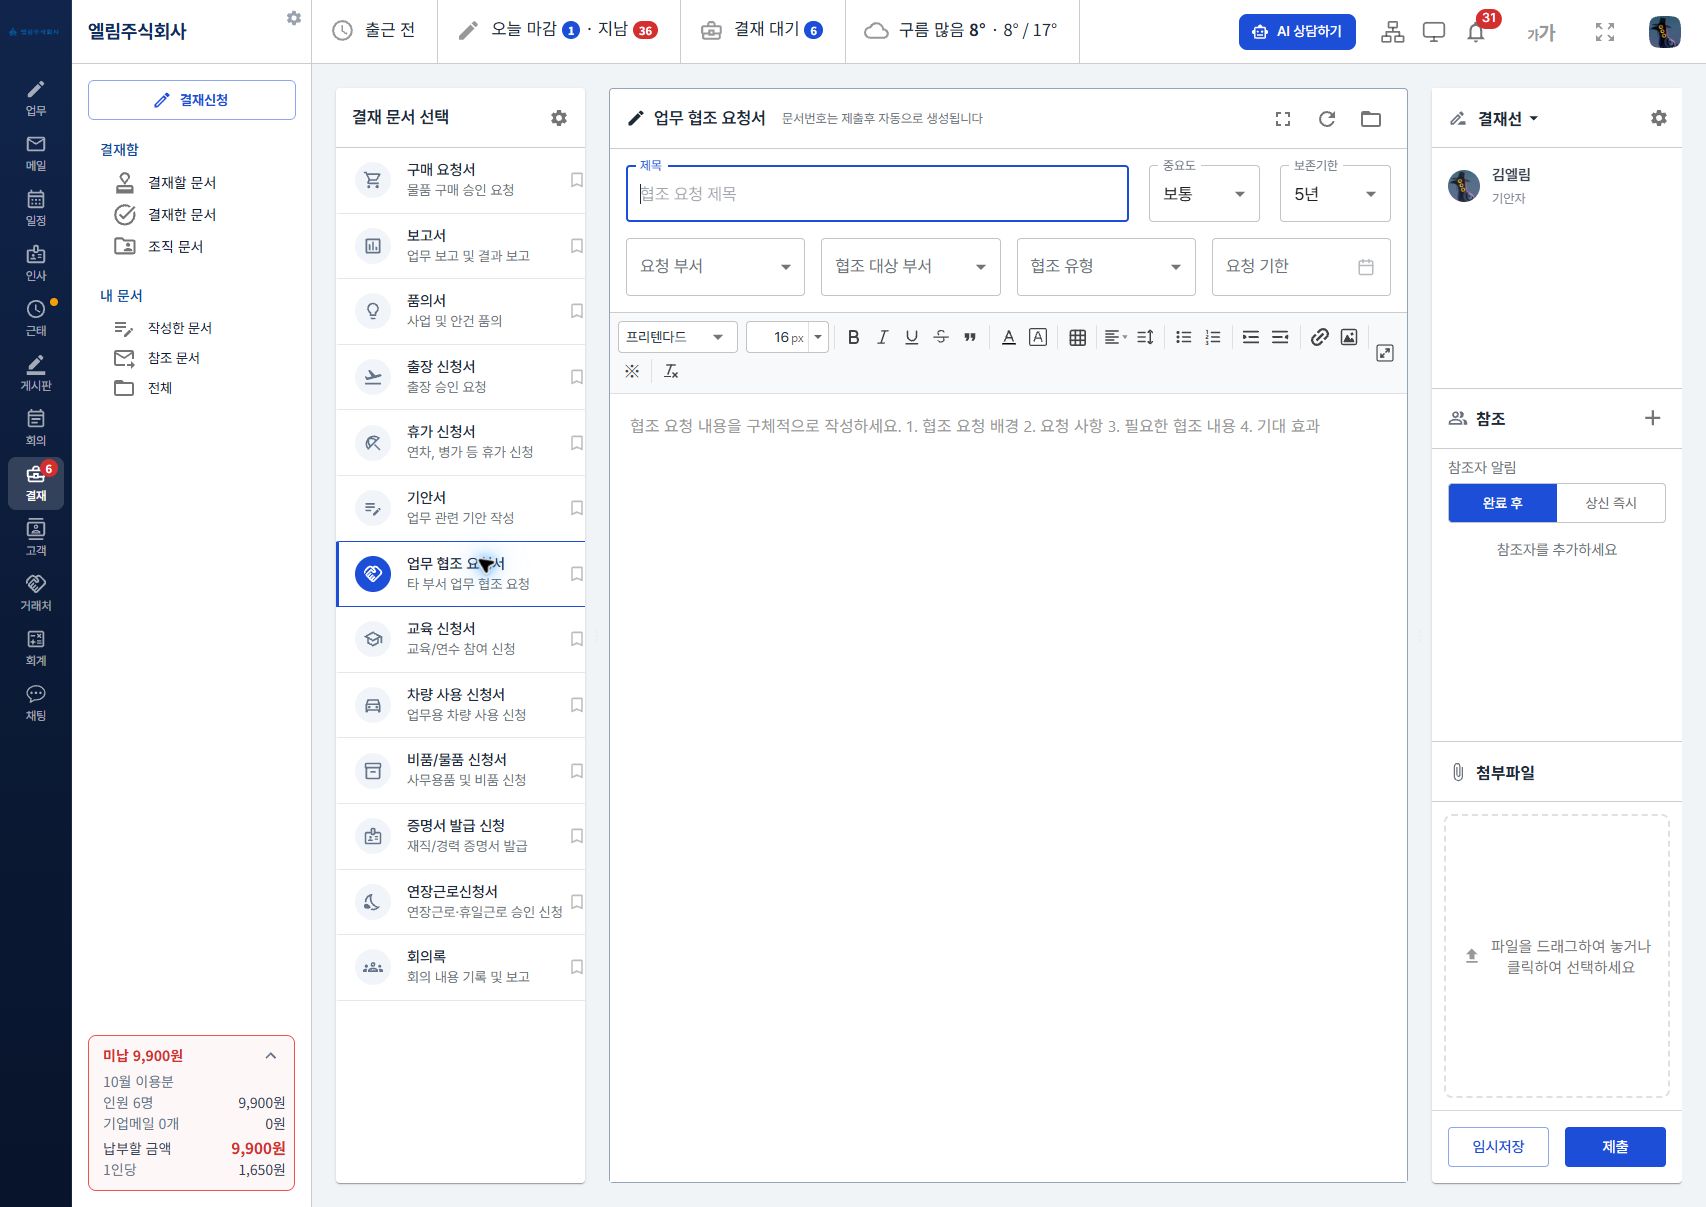 엘림주식회사
업무
메일
일정
인사
근태
게시판
회의
6
결재
고객
거래처
회계
채팅
엘림주식회사
결재신청
결재함
결재할 문서
결재한 문서
조직 문서
내 문서
작성한 문서
참조 문서
전체
미납 9,900원
10월 이용분
인원 6명 9,900원
기업메일 0개 0원
납부할 금액 9,900원
1인당 1,650원
출근 전
오늘 마감 1 · 지남 36
결재 대기 6
구름 많음 8° · 8° / 17°
AI 상담하기
31
가가
결재 문서 선택
구매 요청서
물품 구매 승인 요청
보고서
업무 보고 및 결과 보고
품의서
사업 및 안건 품의
출장 신청서
출장 승인 요청
휴가 신청서
연차, 병가 등 휴가 신청
기안서
업무 관련 기안 작성
업무 협조 요청서
타 부서 업무 협조 요청
교육 신청서
교육/연수 참여 신청
차량 사용 신청서
업무용 차량 사용 신청
비품/물품 신청서
사무용품 및 비품 신청
증명서 발급 신청
재직/경력 증명서 발급
연장근로신청서
연장근로·휴일근로 승인 신청
회의록
회의 내용 기록 및 보고
업무 협조 요청서 문서번호는 제출후 자동으로 생성됩니다
제목
협조 요청 제목
중요도
보통
보존기한
5년
요청 부서
협조 대상 부서
협조 유형
요청 기한
프리텐다드
16 px
협조 요청 내용을 구체적으로 작성하세요. 1. 협조 요청 배경 2. 요청 사항 3. 필요한 협조 내용 4. 기대 효과
결재선
김엘림
기안자
참조
참조자 알림
완료 후
상신 즉시
참조자를 추가하세요
첨부파일
파일을 드래그하여 놓거나
클릭하여 선택하세요
임시저장
제출